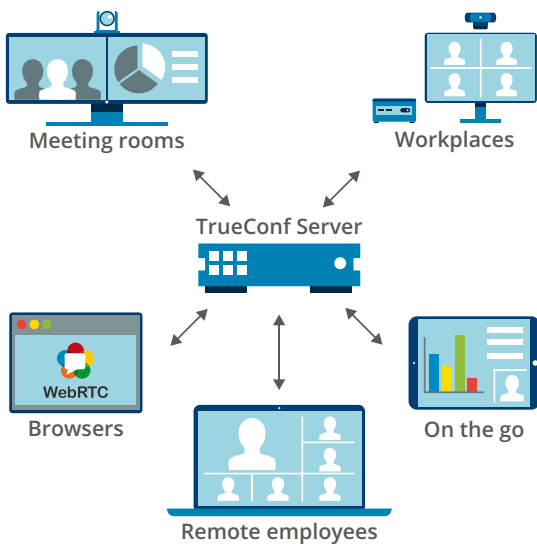 Meeting rooms
Workplaces
TrueConf Server
WebRTC
Browsers
On the go
Remote employees